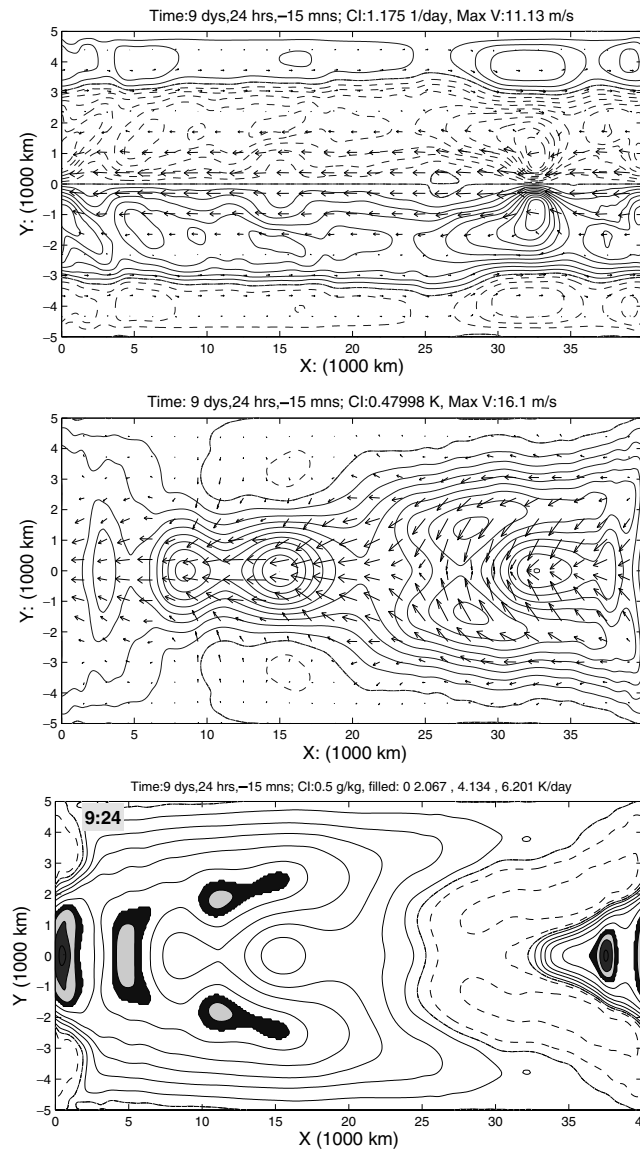 Time:9 dys,24 hrs,−15 mns; CI:1.175 1/day, Max V:11.13 m/s
5
4
3
2
1
0
−1
−2
−3
−4
−5
Y: (1000 km)
0 5 10 15 20 25 30 35
X: (1000 km)
Time: 9 dys,24 hrs,−15 mns; CI:0.47998 K, Max V:16.1 m/s
5
4
3
2
1
0
−1
−2
−3
−4
−5
Y: (1000 km)
0 5 10 15 20 25 30 35
X: (1000 km)
Time:9 dys,24 hrs,−15 mns; CI:0.5 g/kg, filled: 0 2.067 , 4.134 , 6.201 K/day
9:24
5
4
3
2
1
0
−1
−2
−3
−4
−5
Y (1000 km)
0 5 10 15 20 25 30 35 4
X (1000 km)